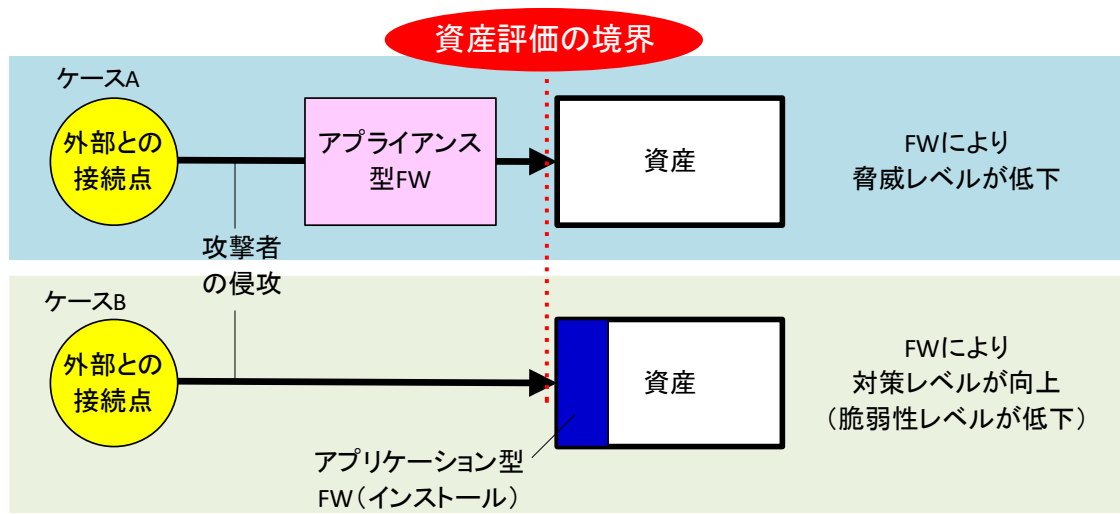 資産評価の境界
ケースA
外部との
接続点
アプライアンス
型FW
資産
FWにより
脅威レベルが低下
攻撃者
の侵攻
ケースB
外部との
接続点
資産
FWにより
対策レベルが向上
（脆弱性レベルが低下）
アプリケーション型
FW（インストール）